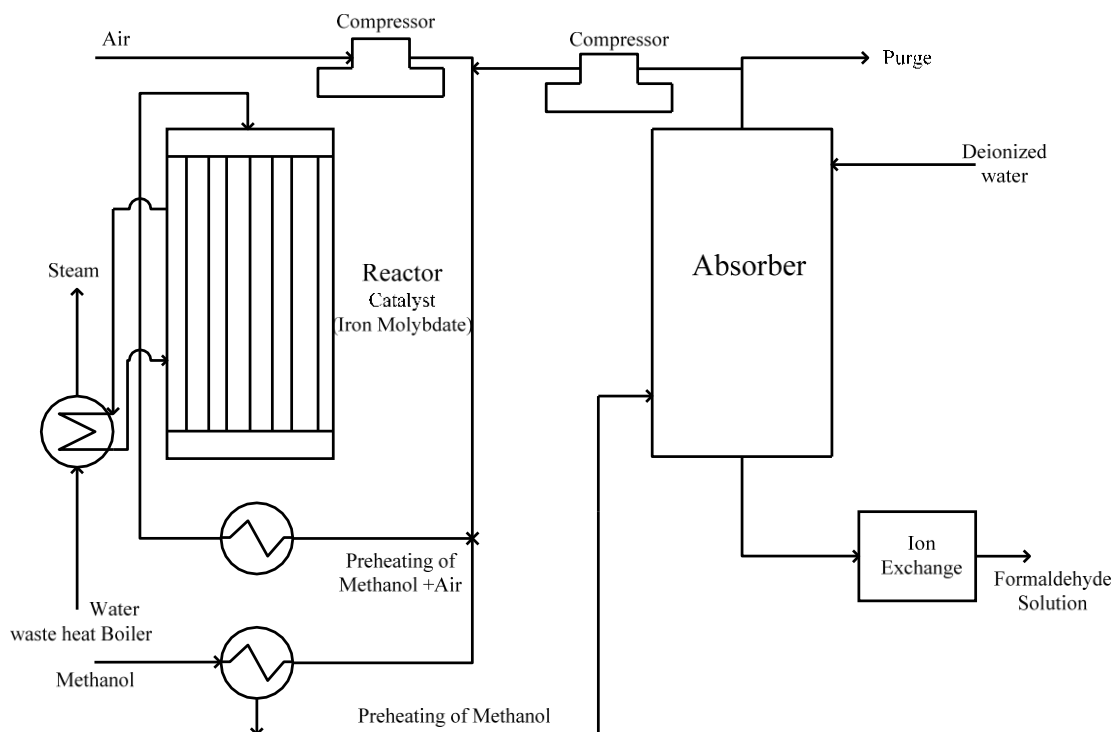 Compressor
Air
Compressor
Purge
Deionized
water
Absorber
Reactor
Catalyst
(Iron Molybdate)
Steam
Ion
Exchange
Preheating of
Methanol +Air
Formaldehyde
Solution
Water
waste heat Boiler
Methanol
Preheating of Methanol